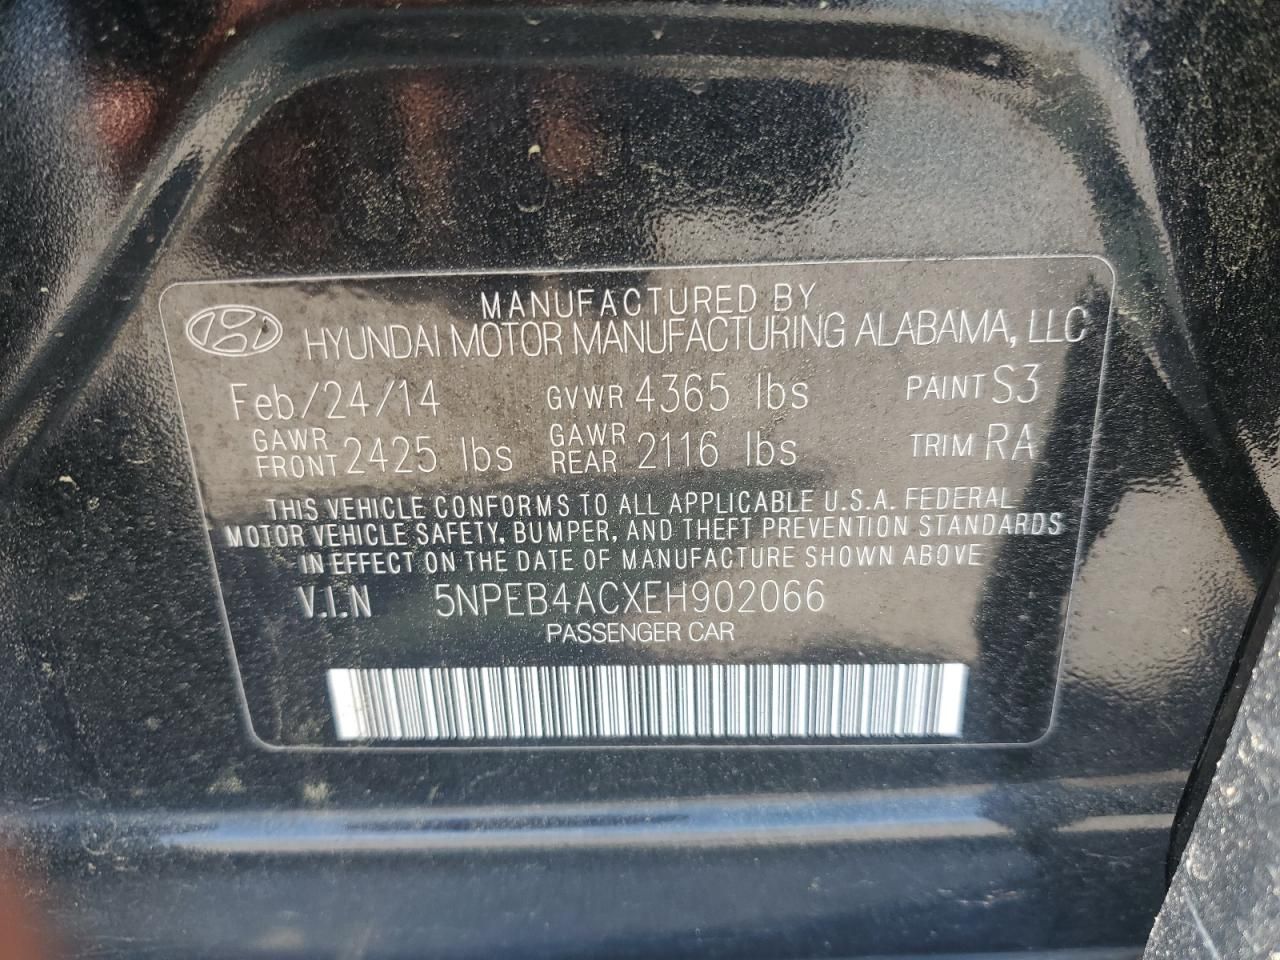 MANUFACTURED BY
HYUNDAI MOTOR MANUFACTURING ALABAMA, LLC
Feb/24/14 GVWR 4365 lbs PAINT S3
GAWR FRONT 2425 lbs GAWR REAR 2116 lbs TRIM RA
THIS VEHICLE CONFORMS TO ALL APPLICABLE U.S.A. FEDERAL
MOTOR VEHICLE SAFETY, BUMPER, AND THEFT PREVENTION STANDARDS
IN EFFECT ON THE DATE OF MANUFACTURE SHOWN ABOVE
V.I.N 5NPEB4ACXEH902066
PASSENGER CAR